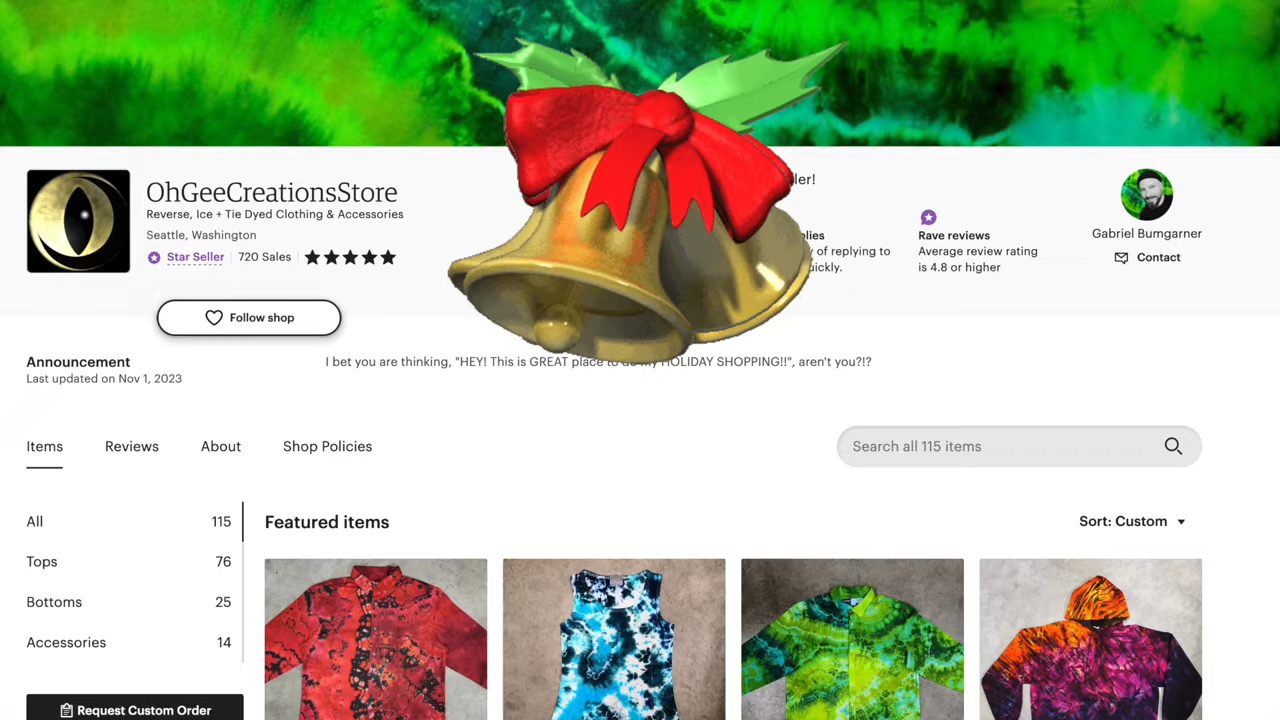 OhGeeCreationsStore
Reverse, Ice + Tie Dyed Clothing & Accessories
Seattle, Washington
Star Seller
720 Sales
Follow shop
Rave reviews
Average review rating
is 4.8 or higher
of replying to
Gabriel Bumgarner
Contact
Announcement
Last updated on Nov 1, 2023
I bet you are thinking, "HEY! This is GREAT place to do my HOLIDAY SHOPPING!!", aren't you?!?
Items
Reviews
About
Shop Policies
Search all 115 items
All
115
Tops
76
Bottoms
25
Accessories
14
Request Custom Order
Featured items
Sort: Custom